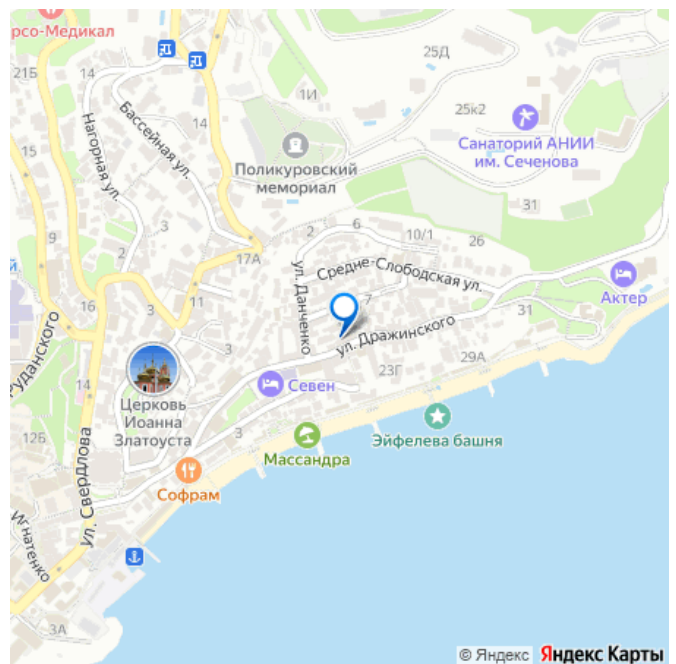 рсо-Медикал
25Д
21Б
14
1И
25к2
Нагорная ул.
Бассейная ул.
14
Санаторий АНИИ
им. Сеченова
15
Поликуровский
мемориал
31
9
2
2
6
10/1
26
17А
Средне-Слободская ул.
ул. Данченко
Актер
16
11
7
31
Руданского
3
ул. Дражинского
29А
Севен
23Г
Церковь
Иоанна
Златоуста
Эйфелева башня
12Б
3
Массандра
ул. Свердлова
Софрам
Игнатенко
3А
© Яндекс Яндекс Карты